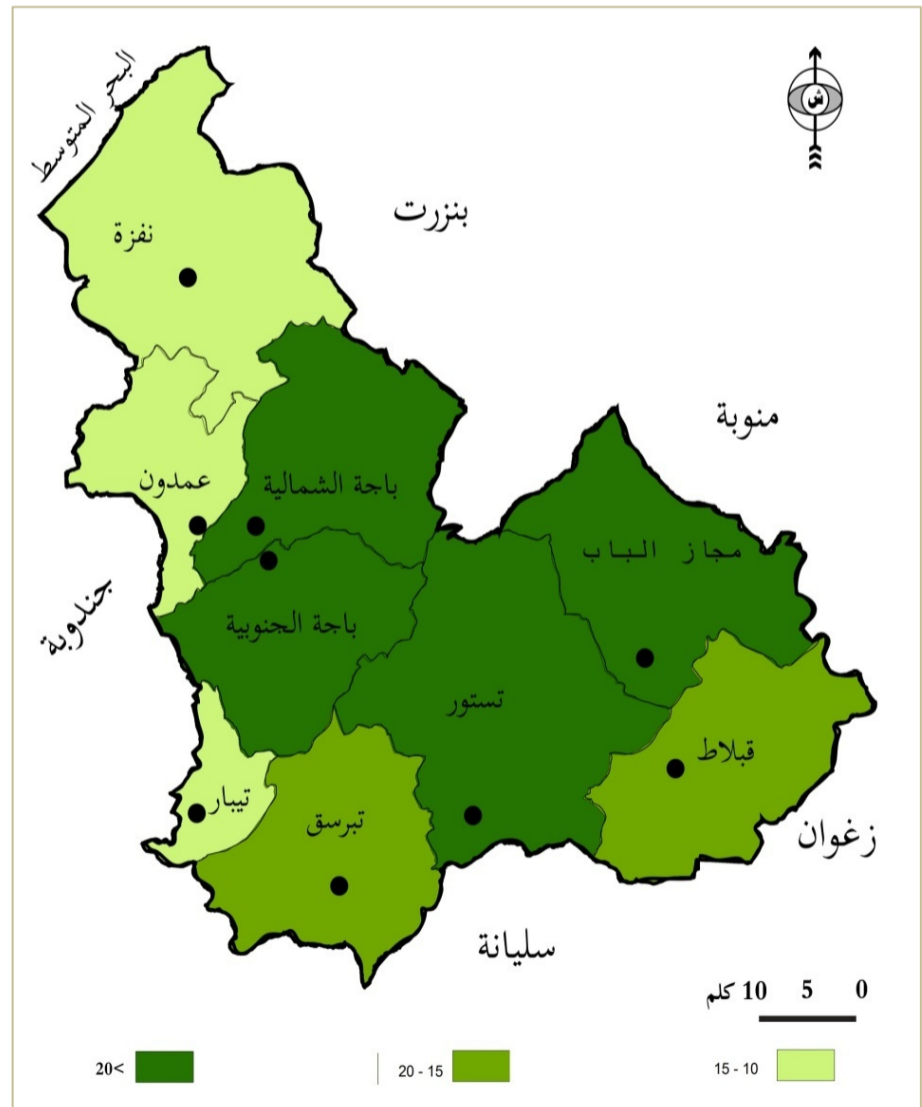 البحر المتوسط
ش
بنزرت
نفزة
منوبة
عمدون
باجة الشمالية
مجاز الباب
جندوبة
باجة الجنوبية
تستور
قبلاط
تيبار
تبرسق
زغوان
سليانة
0 5 10 كلم
10 - 15
15 - 20
20<